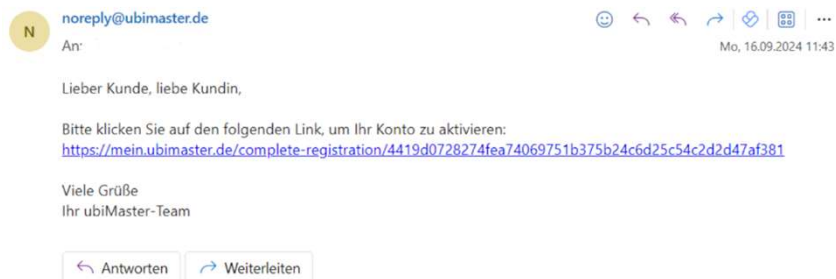 N
noreply@ubimaster.de
An:
Mo, 16.09.2024 11:43
Lieber Kunde, liebe Kundin,
Bitte klicken Sie auf den folgenden Link, um Ihr Konto zu aktivieren:
https://mein.ubimaster.de/complete-registration/4419d0728274fea74069751b375b24c6d25c54c2d2d47af381
Viele Grüße
Ihr ubiMaster-Team
Antworten
Weiterleiten